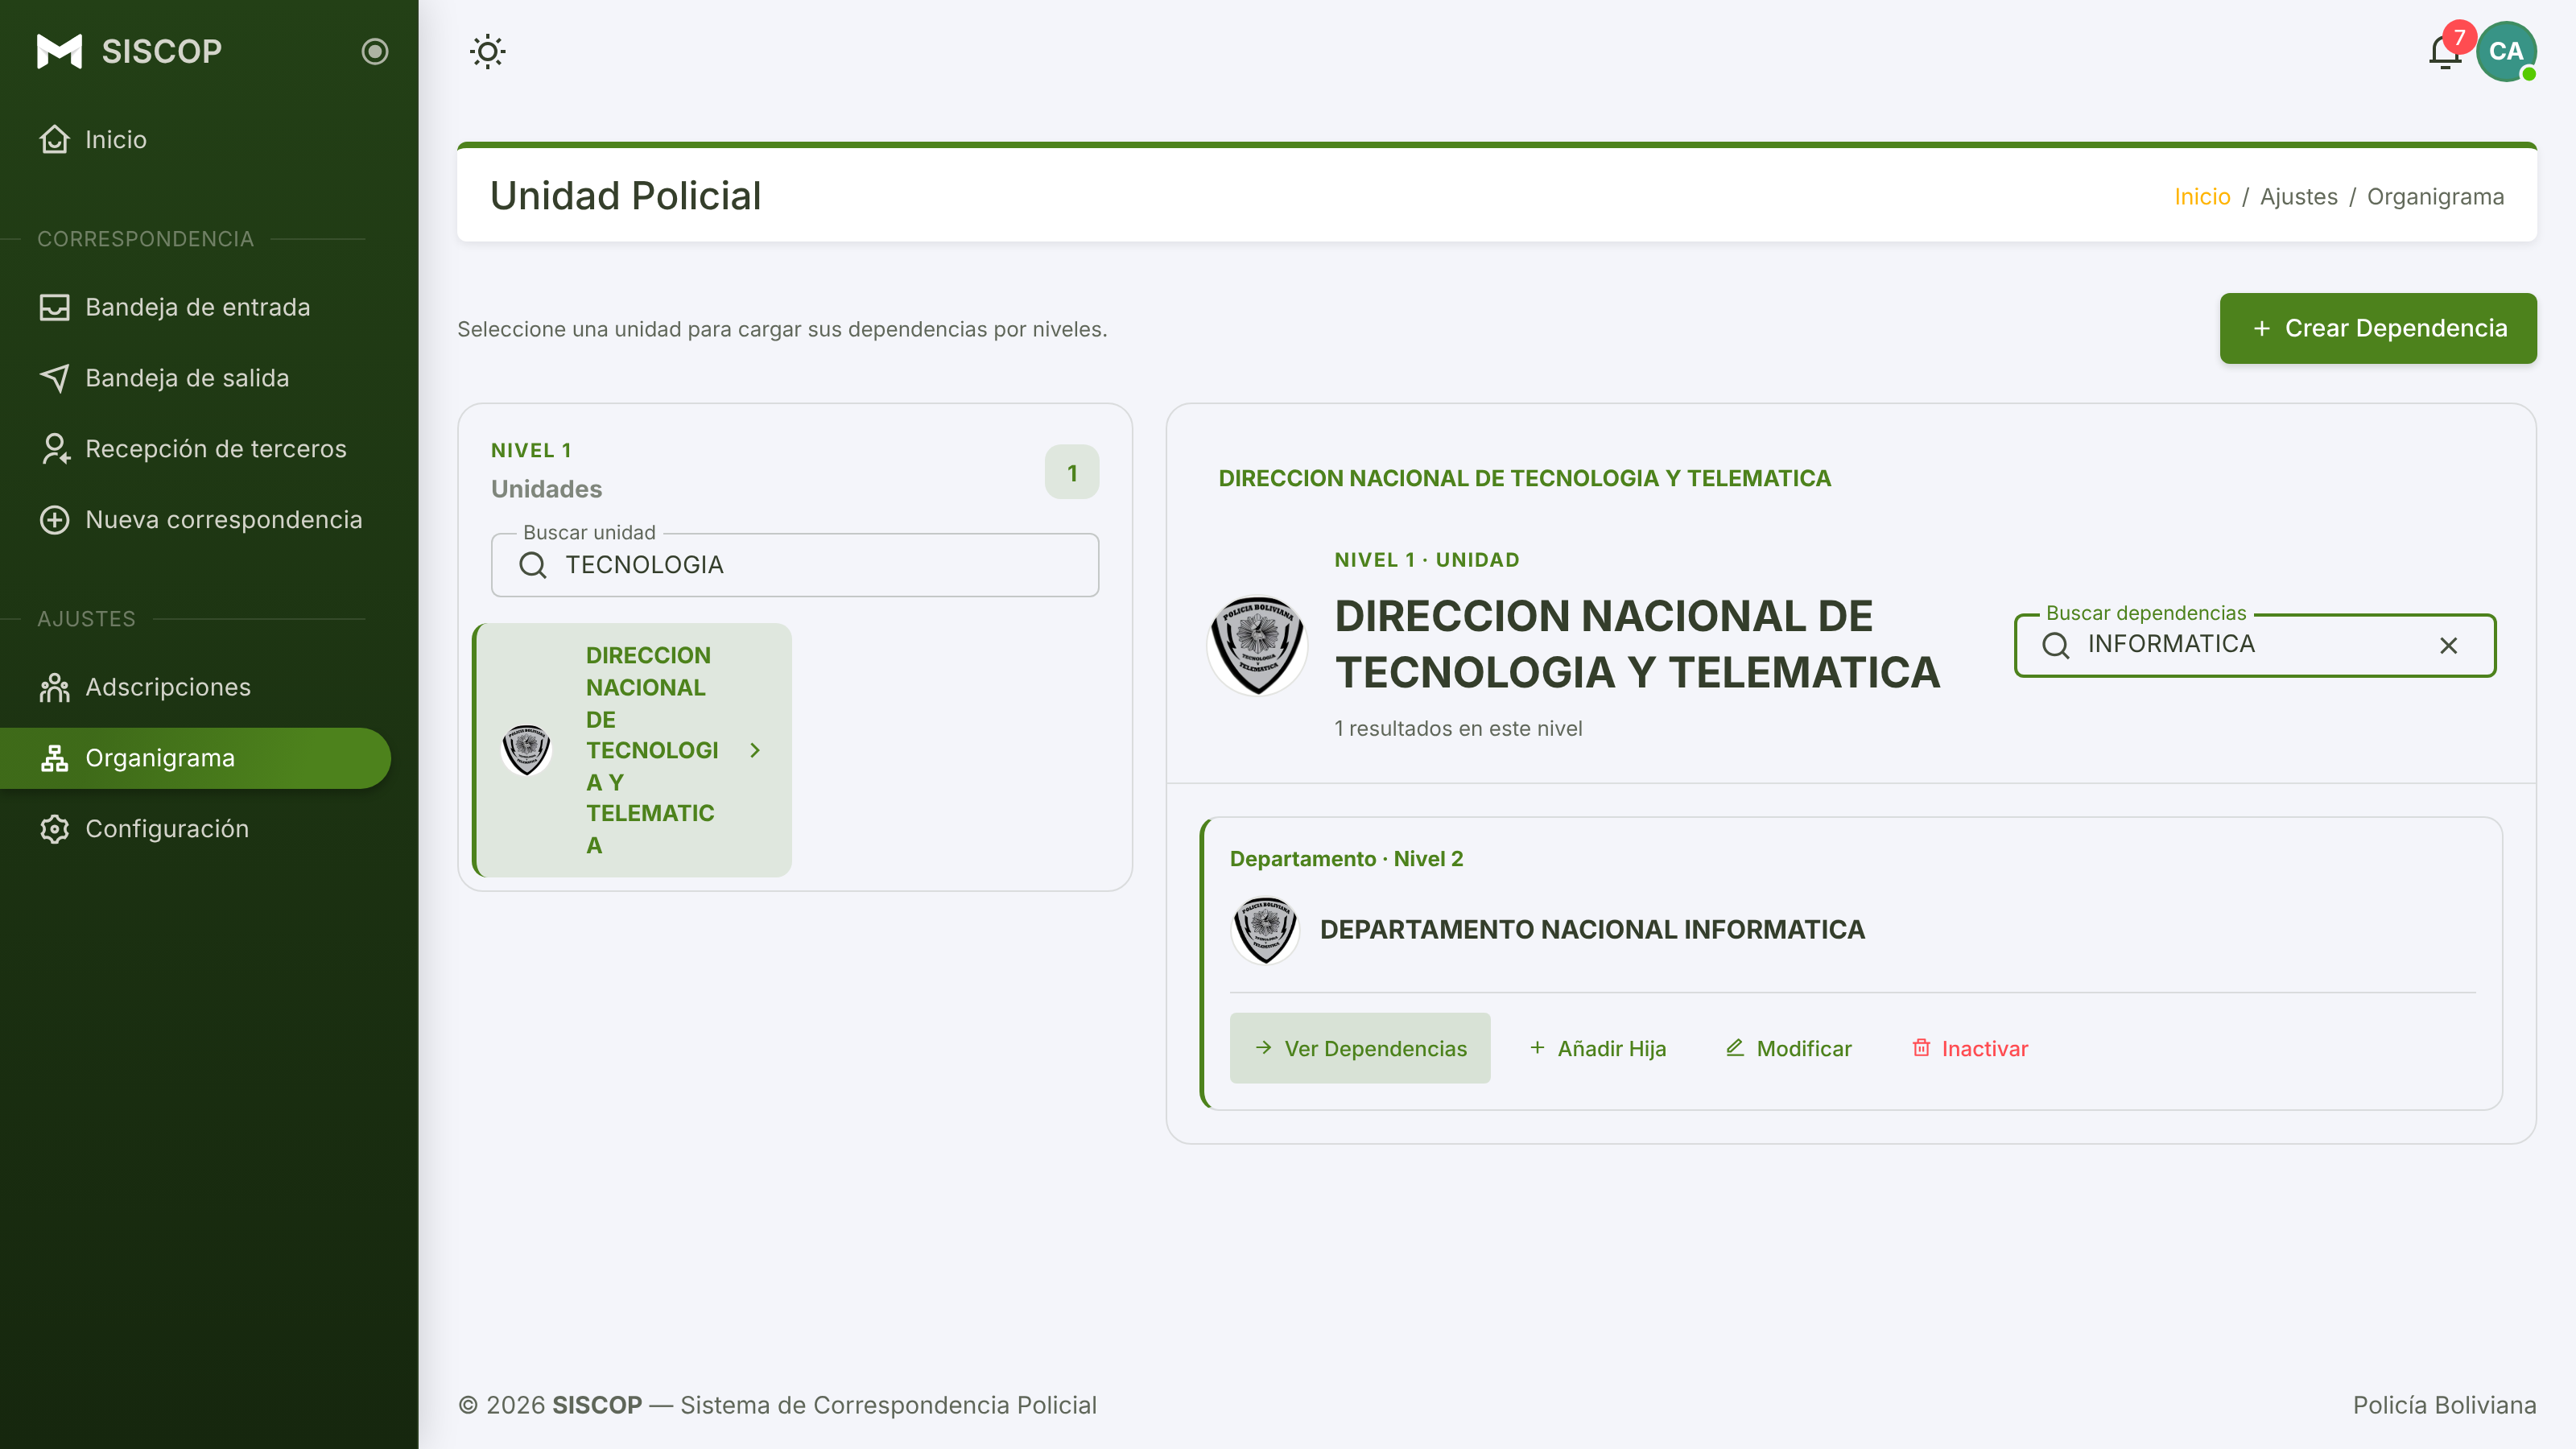 SISCOP
7
CA
Inicio
CORRESPONDENCIA
Bandeja de entrada
Bandeja de salida
Recepción de terceros
Nueva correspondencia
AJUSTES
Adscripciones
Organigrama
Configuración
Unidad Policial
Inicio / Ajustes / Organigrama
Seleccione una unidad para cargar sus dependencias por niveles.
+ Crear Dependencia
NIVEL 1
Unidades
1
Buscar unidad
TECNOLOGIA
DIRECCION
NACIONAL
DE
TECNOLOGI
A Y
TELEMATIC
A
DIRECCION NACIONAL DE TECNOLOGIA Y TELEMATICA
NIVEL 1 · UNIDAD
DIRECCION NACIONAL DE
TECNOLOGIA Y TELEMATICA
1 resultados en este nivel
POLICIA BOLIVIANA
TECNOLOGIA
Y
TELEMATICA
Buscar dependencias
INFORMATICA
Departamento · Nivel 2
DEPARTAMENTO NACIONAL INFORMATICA
Ver Dependencias
+ Añadir Hija
Modificar
Inactivar
© 2026 SISCOP — Sistema de Correspondencia Policial
Policía Boliviana